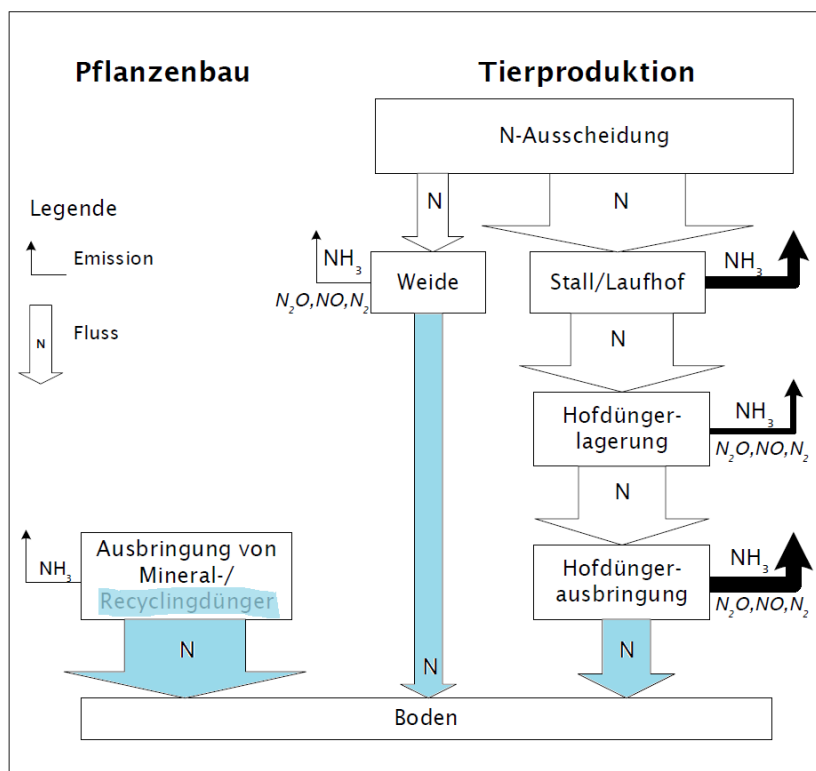 Pflanzenbau
Tierproduktion
N-Ausscheidung
N
N
Legende
Emission
N
Fluss
NH₃
N₂O,NO,N₂
Weide
Stall/Laufhof
NH₃
N
Hofdünger-
lagerung
NH₃
N₂O,NO,N₂
N
NH₃
Ausbringung von
Mineral-/
Recyclingdünger
Hofdünger-
ausbringung
NH₃
N₂O,NO,N₂
N
N
N
Boden